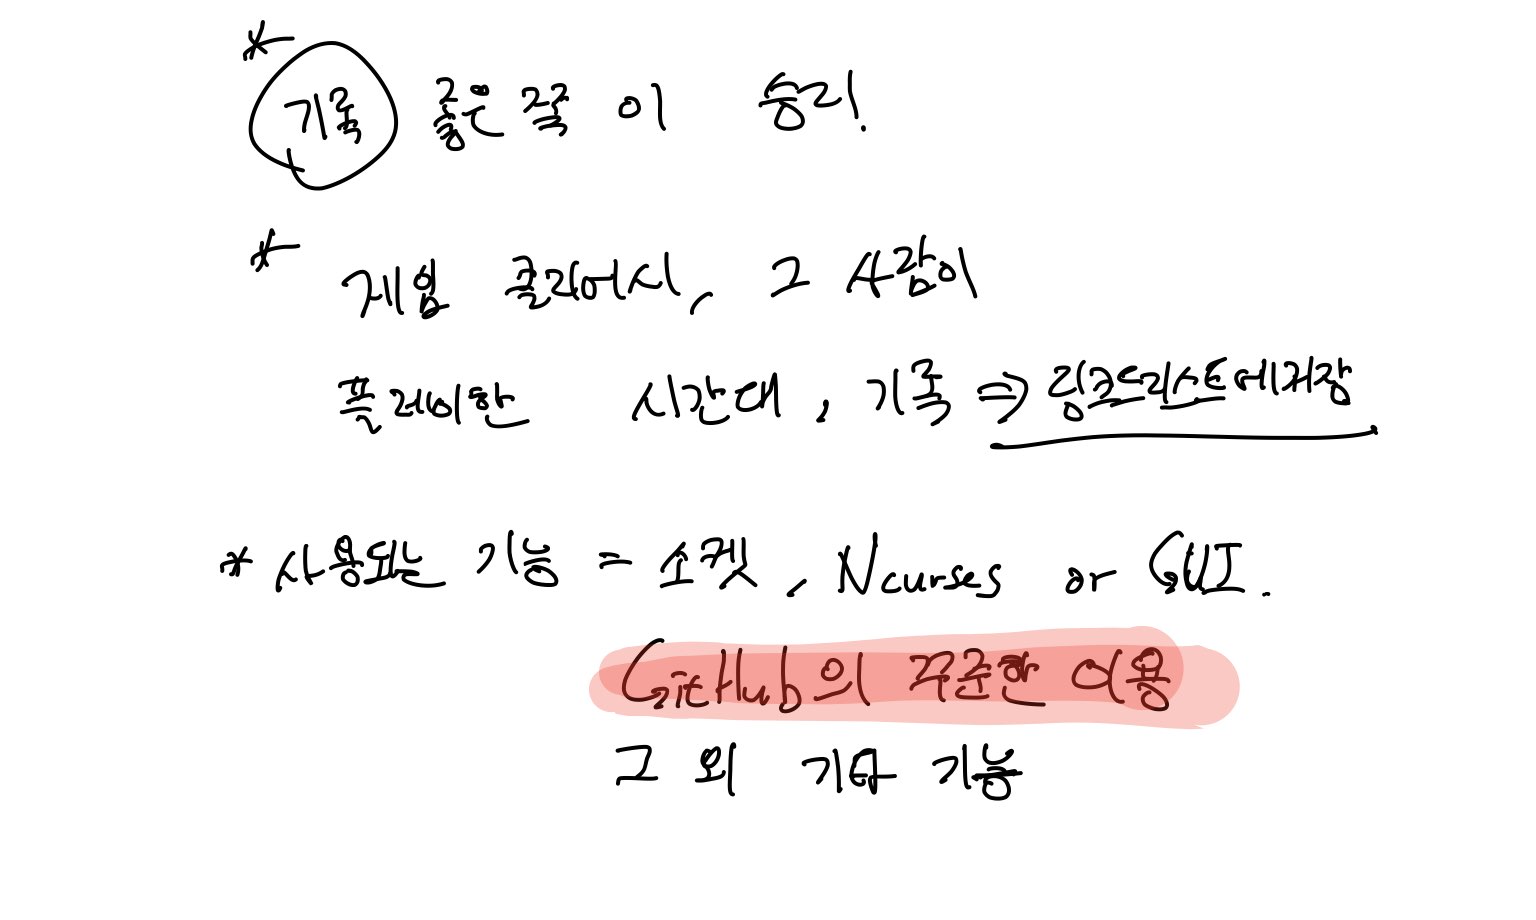 * 기록 좋은 쪽 이 승리!
* 게임 클리어시, 그 사람이
플레이한 시간대, 기록 ⇒ 링크드리스트에저장
* 사용되는 기능 = 소켓, Ncurses or GUI.
GitHub의 꾸준한 이용
그 외 기타 기능